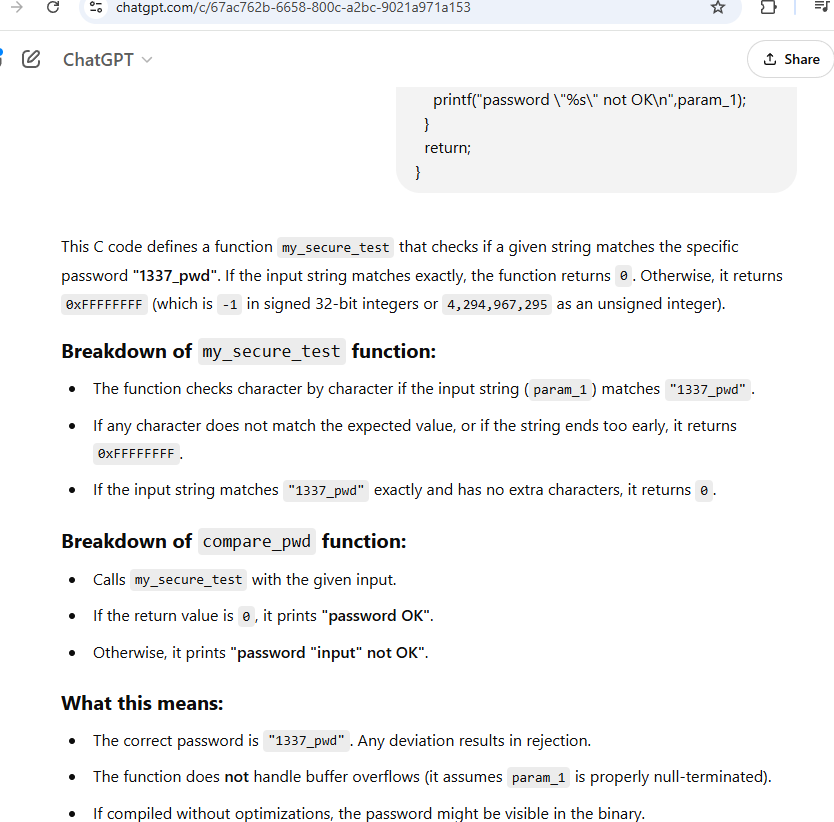 chatgpt.com/c/67ac762b-6658-800c-a2bc-9021a971a153
ChatGPT
Share
printf("password \"%s\" not OK\n",param_1);
}
return;
}
This C code defines a function my_secure_test that checks if a given string matches the specific
password "1337_pwd". If the input string matches exactly, the function returns 0. Otherwise, it returns
0xFFFFFFFF (which is -1 in signed 32-bit integers or 4,294,967,295 as an unsigned integer).
Breakdown of my_secure_test function:
• The function checks character by character if the input string (param_1) matches "1337_pwd".
• If any character does not match the expected value, or if the string ends too early, it returns
0xFFFFFFFF.
• If the input string matches "1337_pwd" exactly and has no extra characters, it returns 0.
Breakdown of compare_pwd function:
• Calls my_secure_test with the given input.
• If the return value is 0, it prints "password OK".
• Otherwise, it prints "password "input" not OK".
What this means:
• The correct password is "1337_pwd". Any deviation results in rejection.
• The function does not handle buffer overflows (it assumes param_1 is properly null-terminated).
• If compiled without optimizations, the password might be visible in the binary.